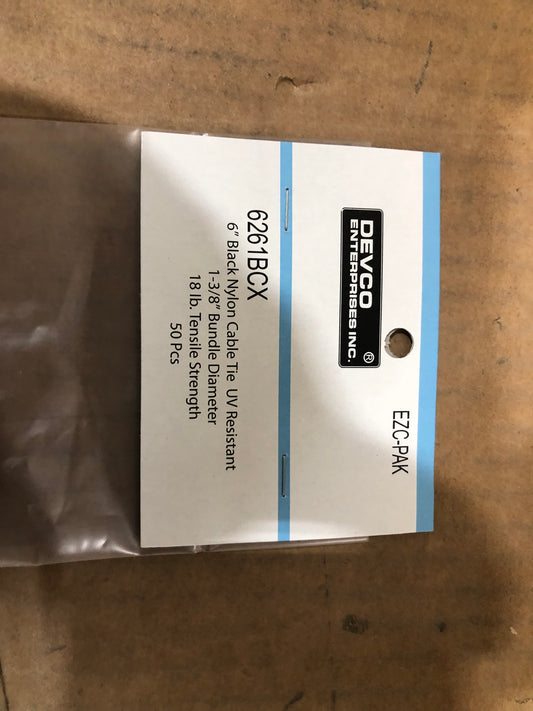 EZC-PAK
DEVCO
ENTERPRISES INC.®
6261BCX
6" Black Nylon Cable Tie UV Resistant
1-3/8" Bundle Diameter
18 lb. Tensile Strength
50 Pcs